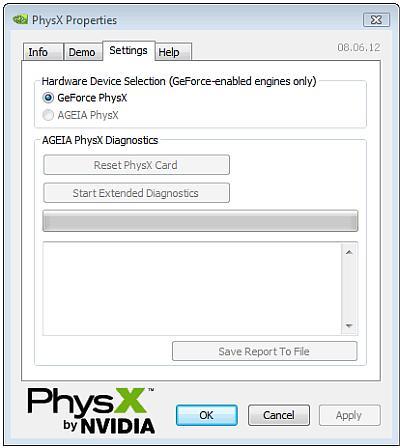 PhysX Properties
Info Demo Settings Help 08.06.12
Hardware Device Selection (GeForce-enabled engines only)
GeForce PhysX
AGEIA PhysX
AGEIA PhysX Diagnostics
Reset PhysX Card
Start Extended Diagnostics
Save Report To File
PhysX™
by NVIDIA
OK Cancel Apply